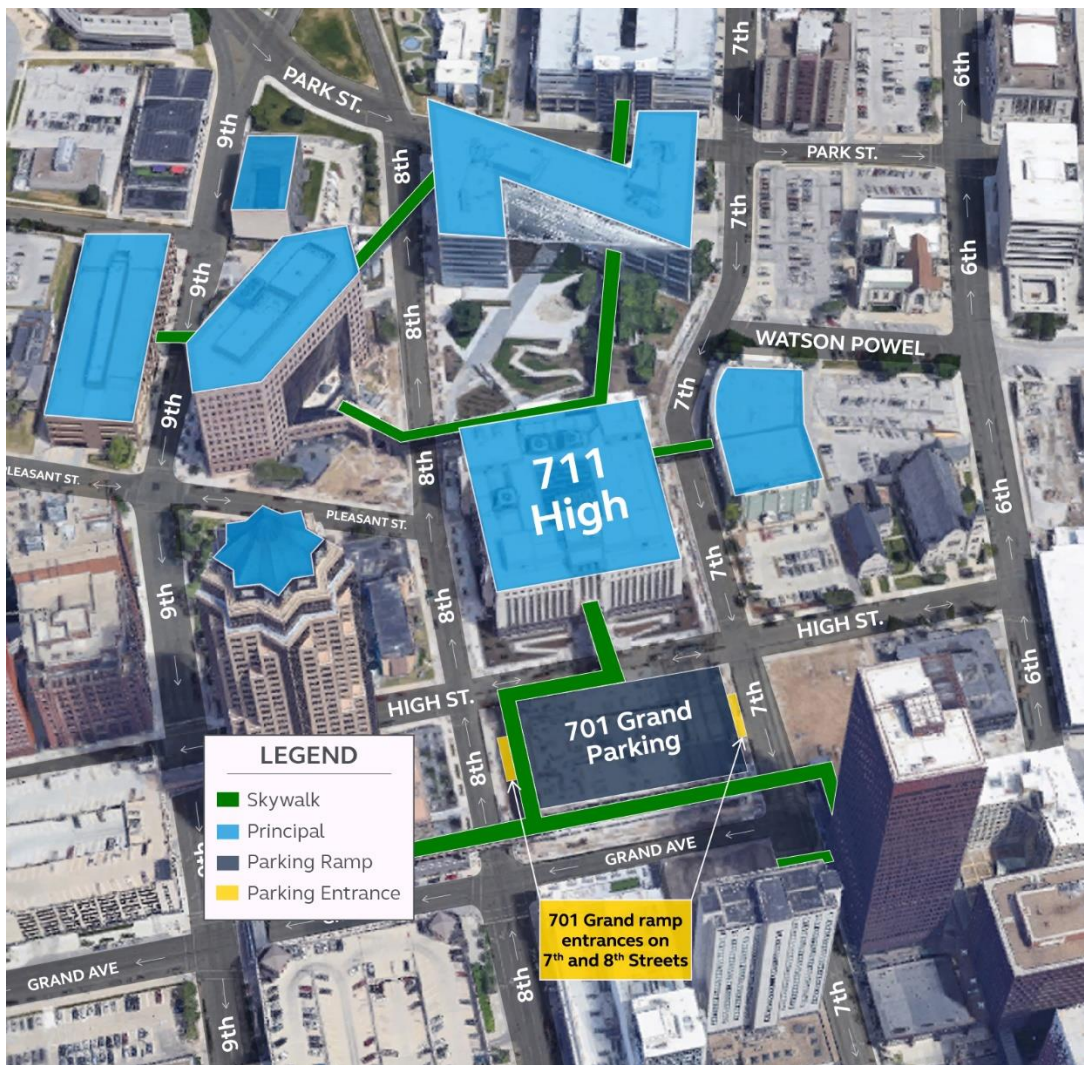 7th
6th
PARK ST.
9th
8th
PARK ST.
7th
6th
9th
8th
WATSON POWEL
7th
9th
8th
711
High
PLEASANT ST.
PLEASANT ST.
6th
7th
9th
8th
HIGH ST.
HIGH ST.
6th
7th
701 Grand
Parking
8th
LEGEND
Skywalk
Principal
Parking Ramp
Parking Entrance
GRAND AVE
701 Grand ramp
entrances on
7th and 8th Streets
GRAND AVE
8th
7th
9th